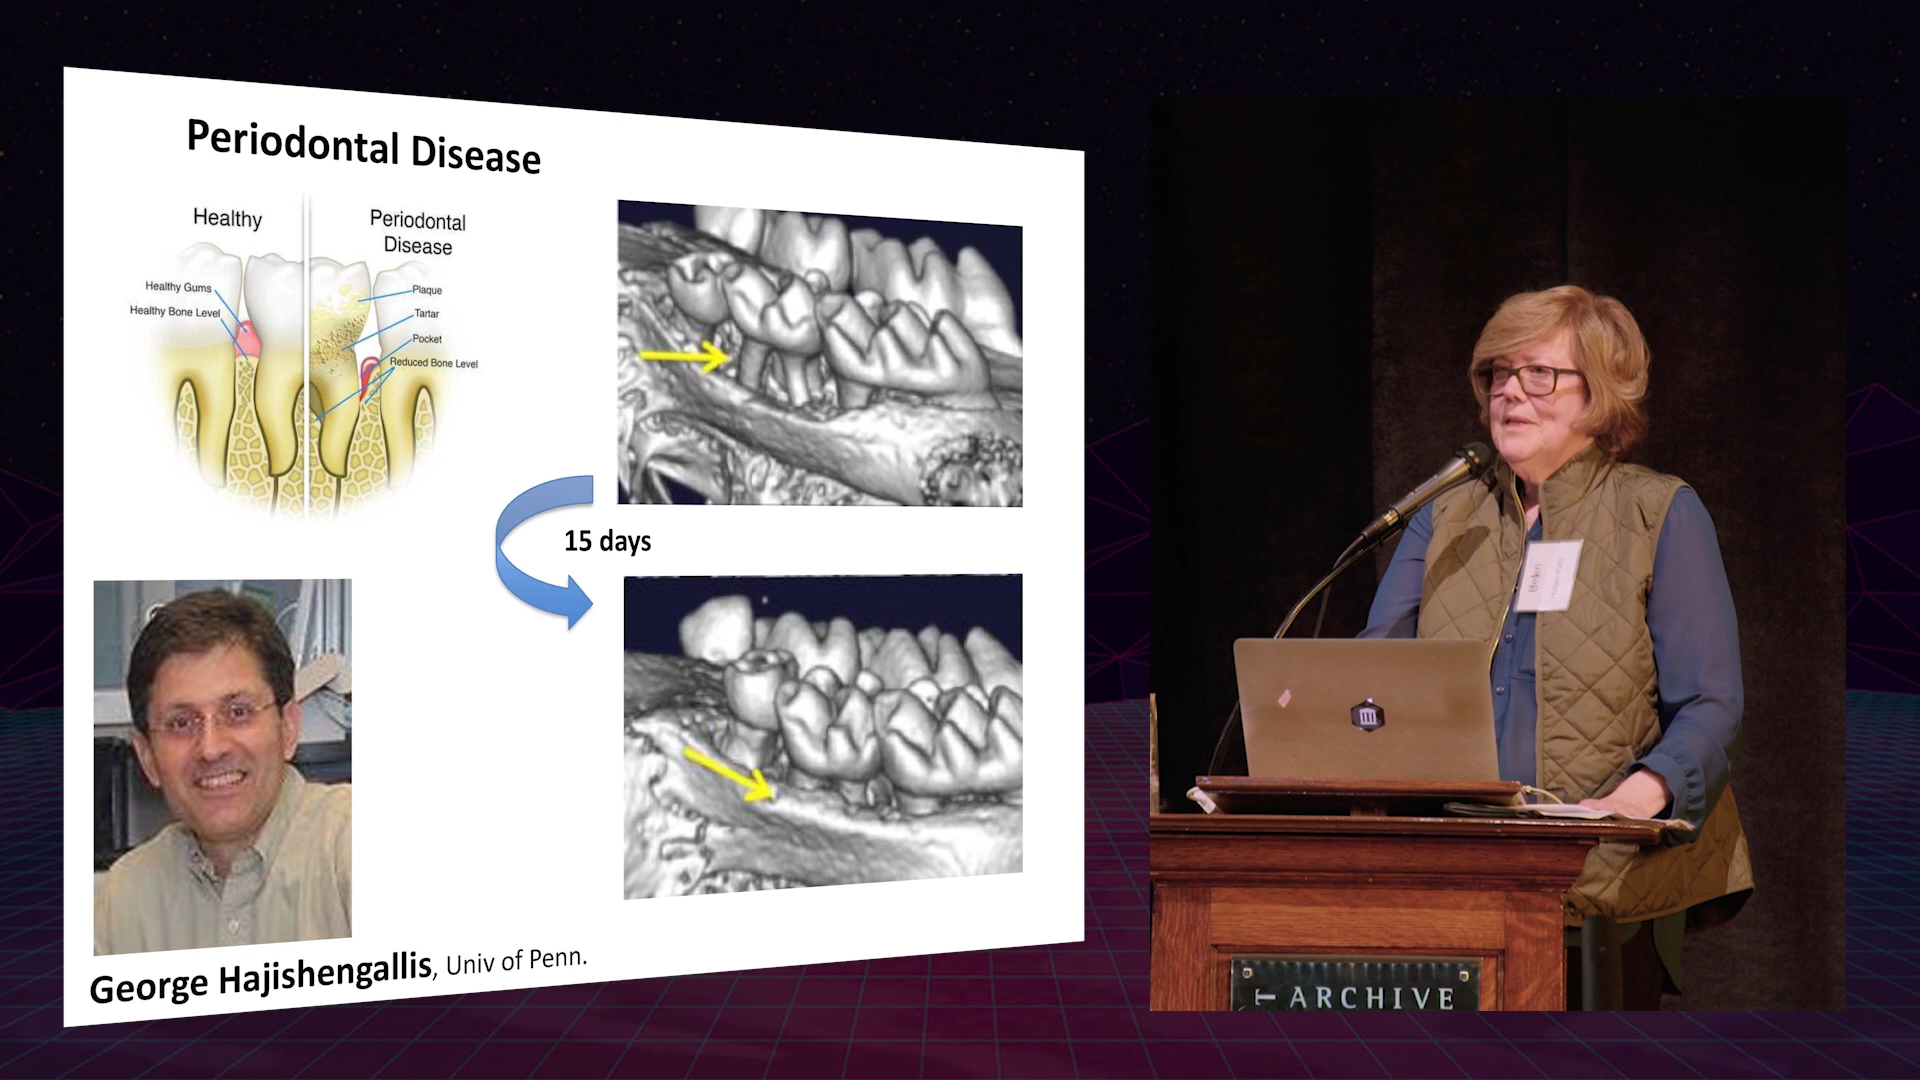 Periodontal Disease
Healthy
Periodontal
Disease
Healthy Gums
Healthy Bone Level
Plaque
Tartar
Pocket
Reduced Bone Level
15 days
George Hajishengallis, Univ of Penn.
Helen
T ARCHIVE